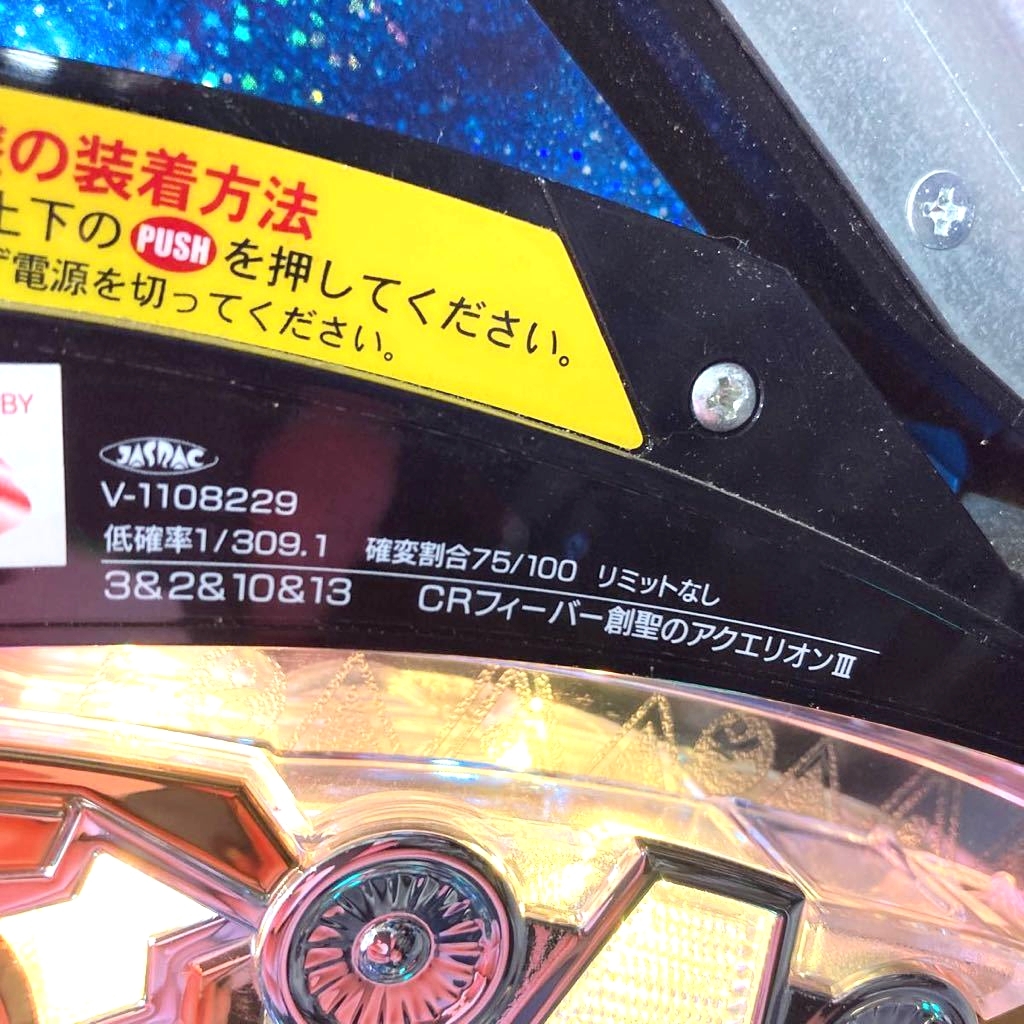 の装着方法
上下の PUSH を押してください。
電源を切ってください。
BY
JASRAC
V-1108229
低確率1/309.1 確変割合75/100 リミットなし
3&2&10&13 CRフィーバー創聖のアクエリオンⅢ